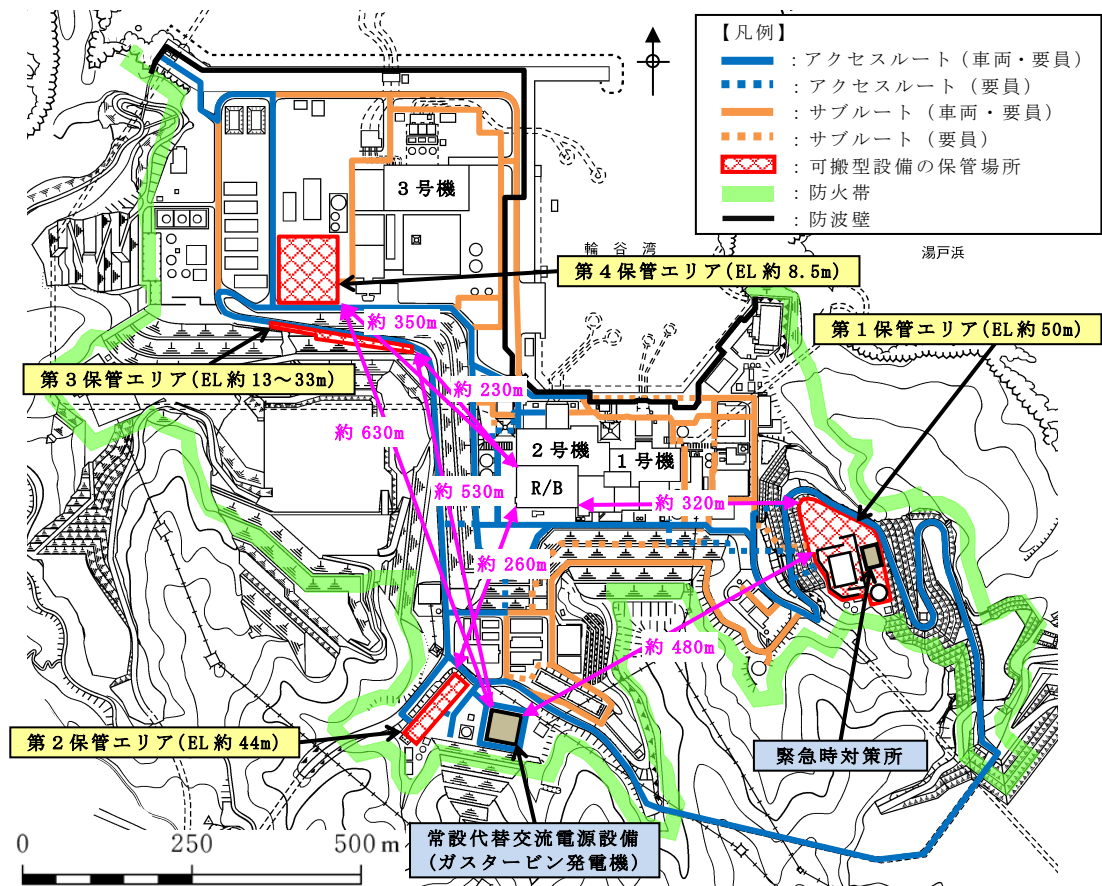 【凡例】
：アクセスルート（車両・要員）
：アクセスルート（要員）
：サブルート（車両・要員）
：サブルート（要員）
：可搬型設備の保管場所
：防火帯
：防波壁
3号機
輪谷湾
湯戸浜
第4保管エリア(EL約8.5m)
第1保管エリア(EL約50m)
約350m
第3保管エリア(EL約13～33m)
約230m
約630m
2号機
1号機
R/B
約530m
約320m
約260m
約480m
第2保管エリア(EL約44m)
緊急時対策所
常設代替交流電源設備
(ガスタービン発電機)
0 250 500m